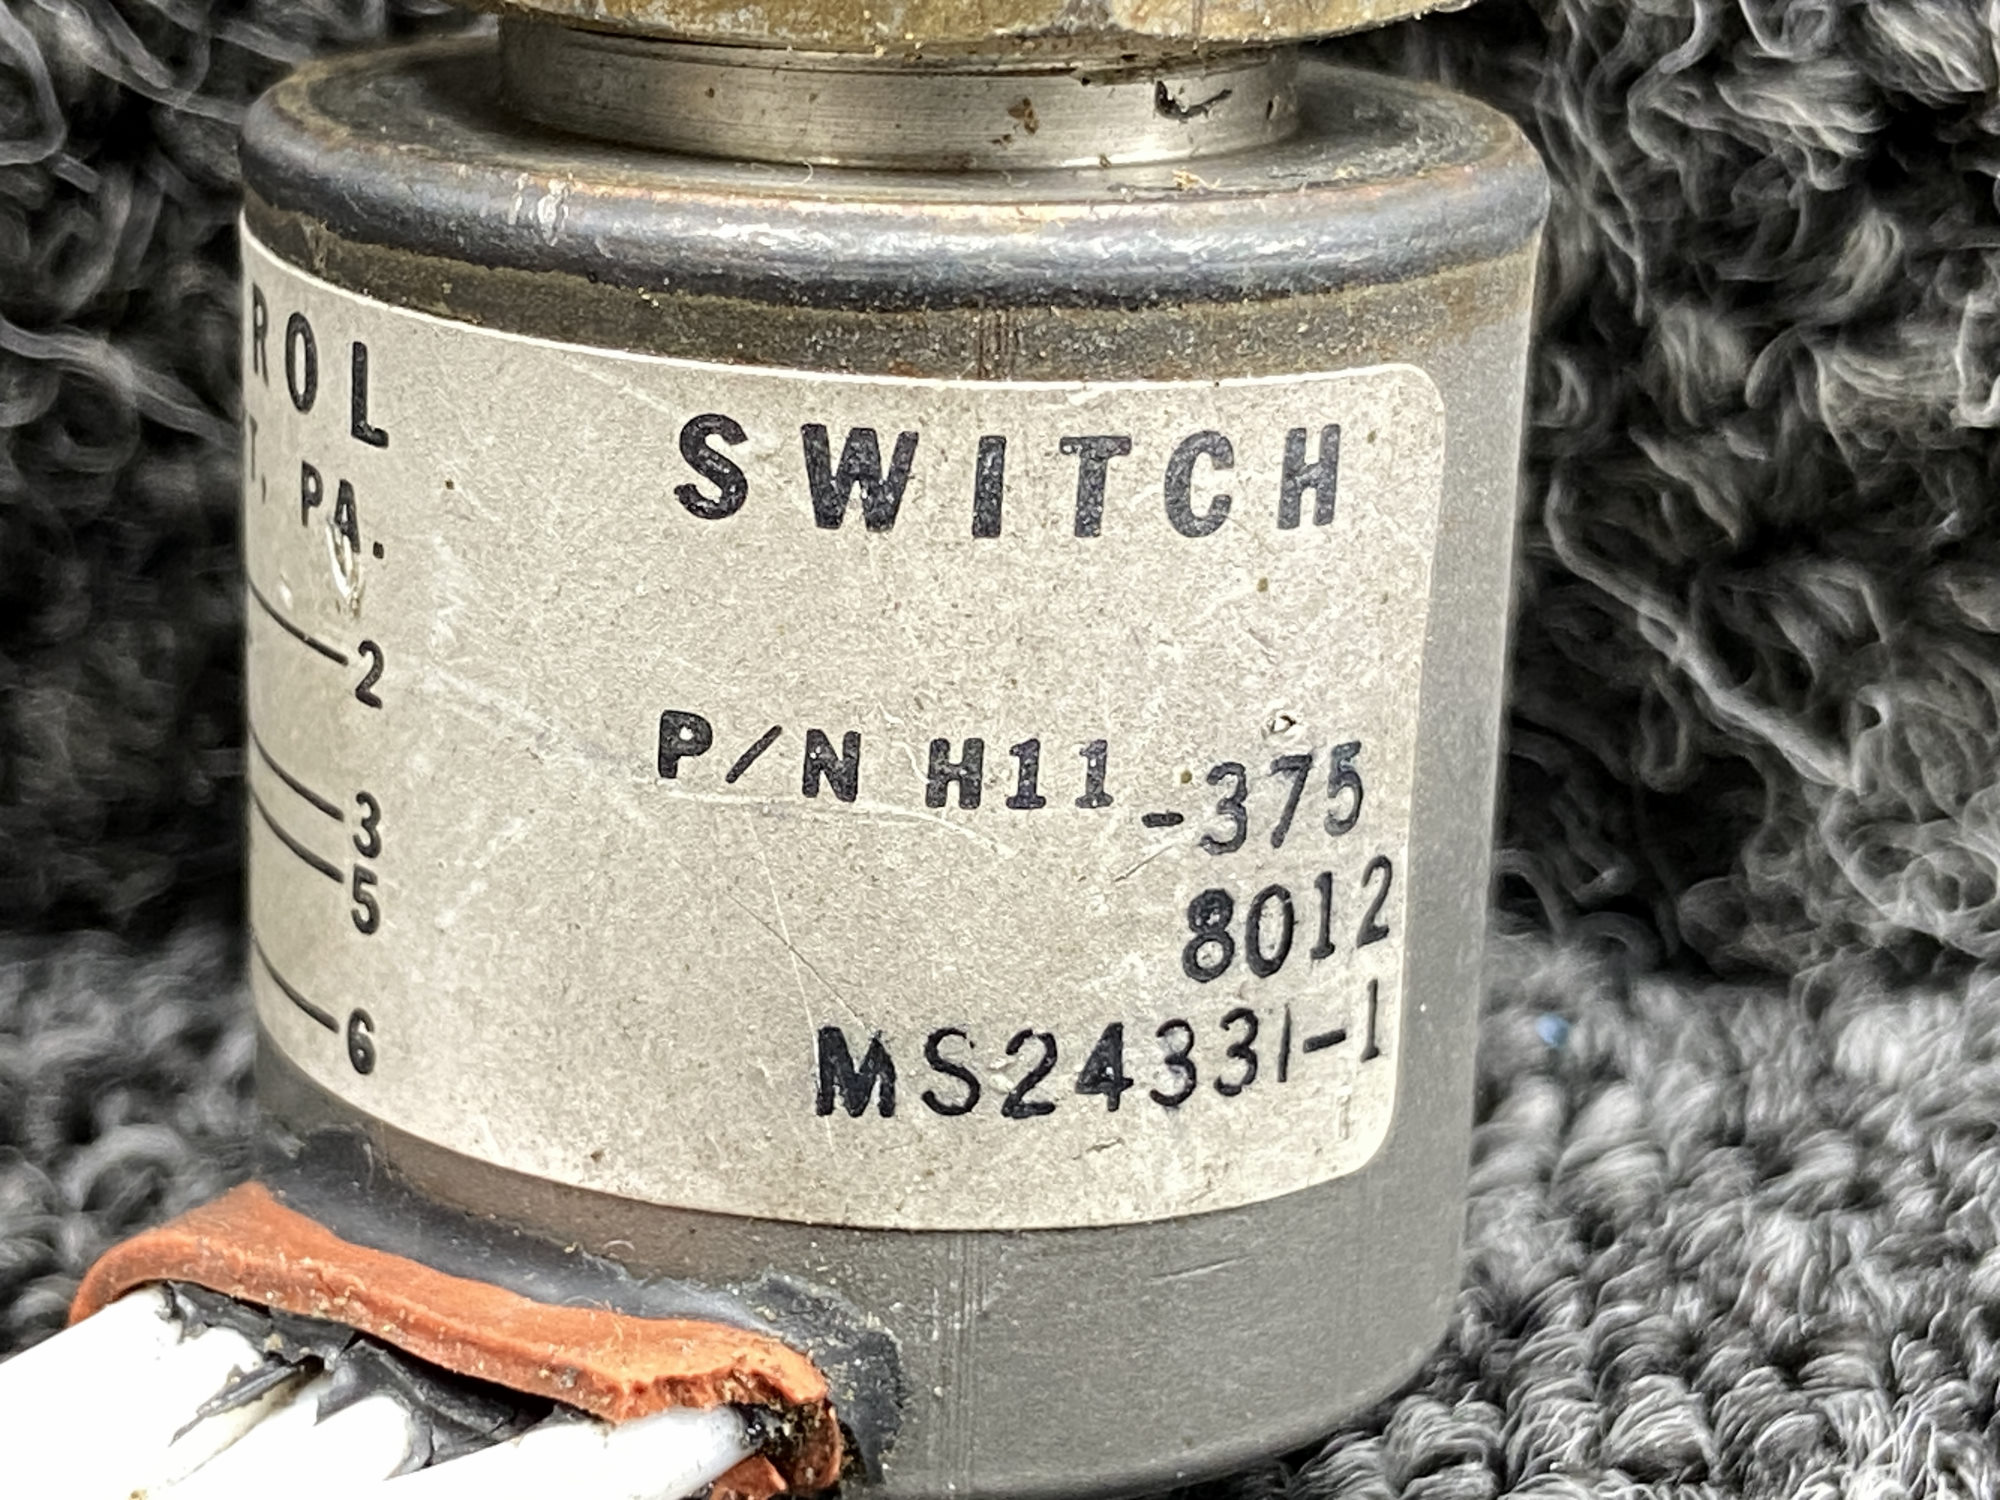 ROL SWITCH
T. PA.
2
P/N H11-375
3
5
8012
6
MS24331-1